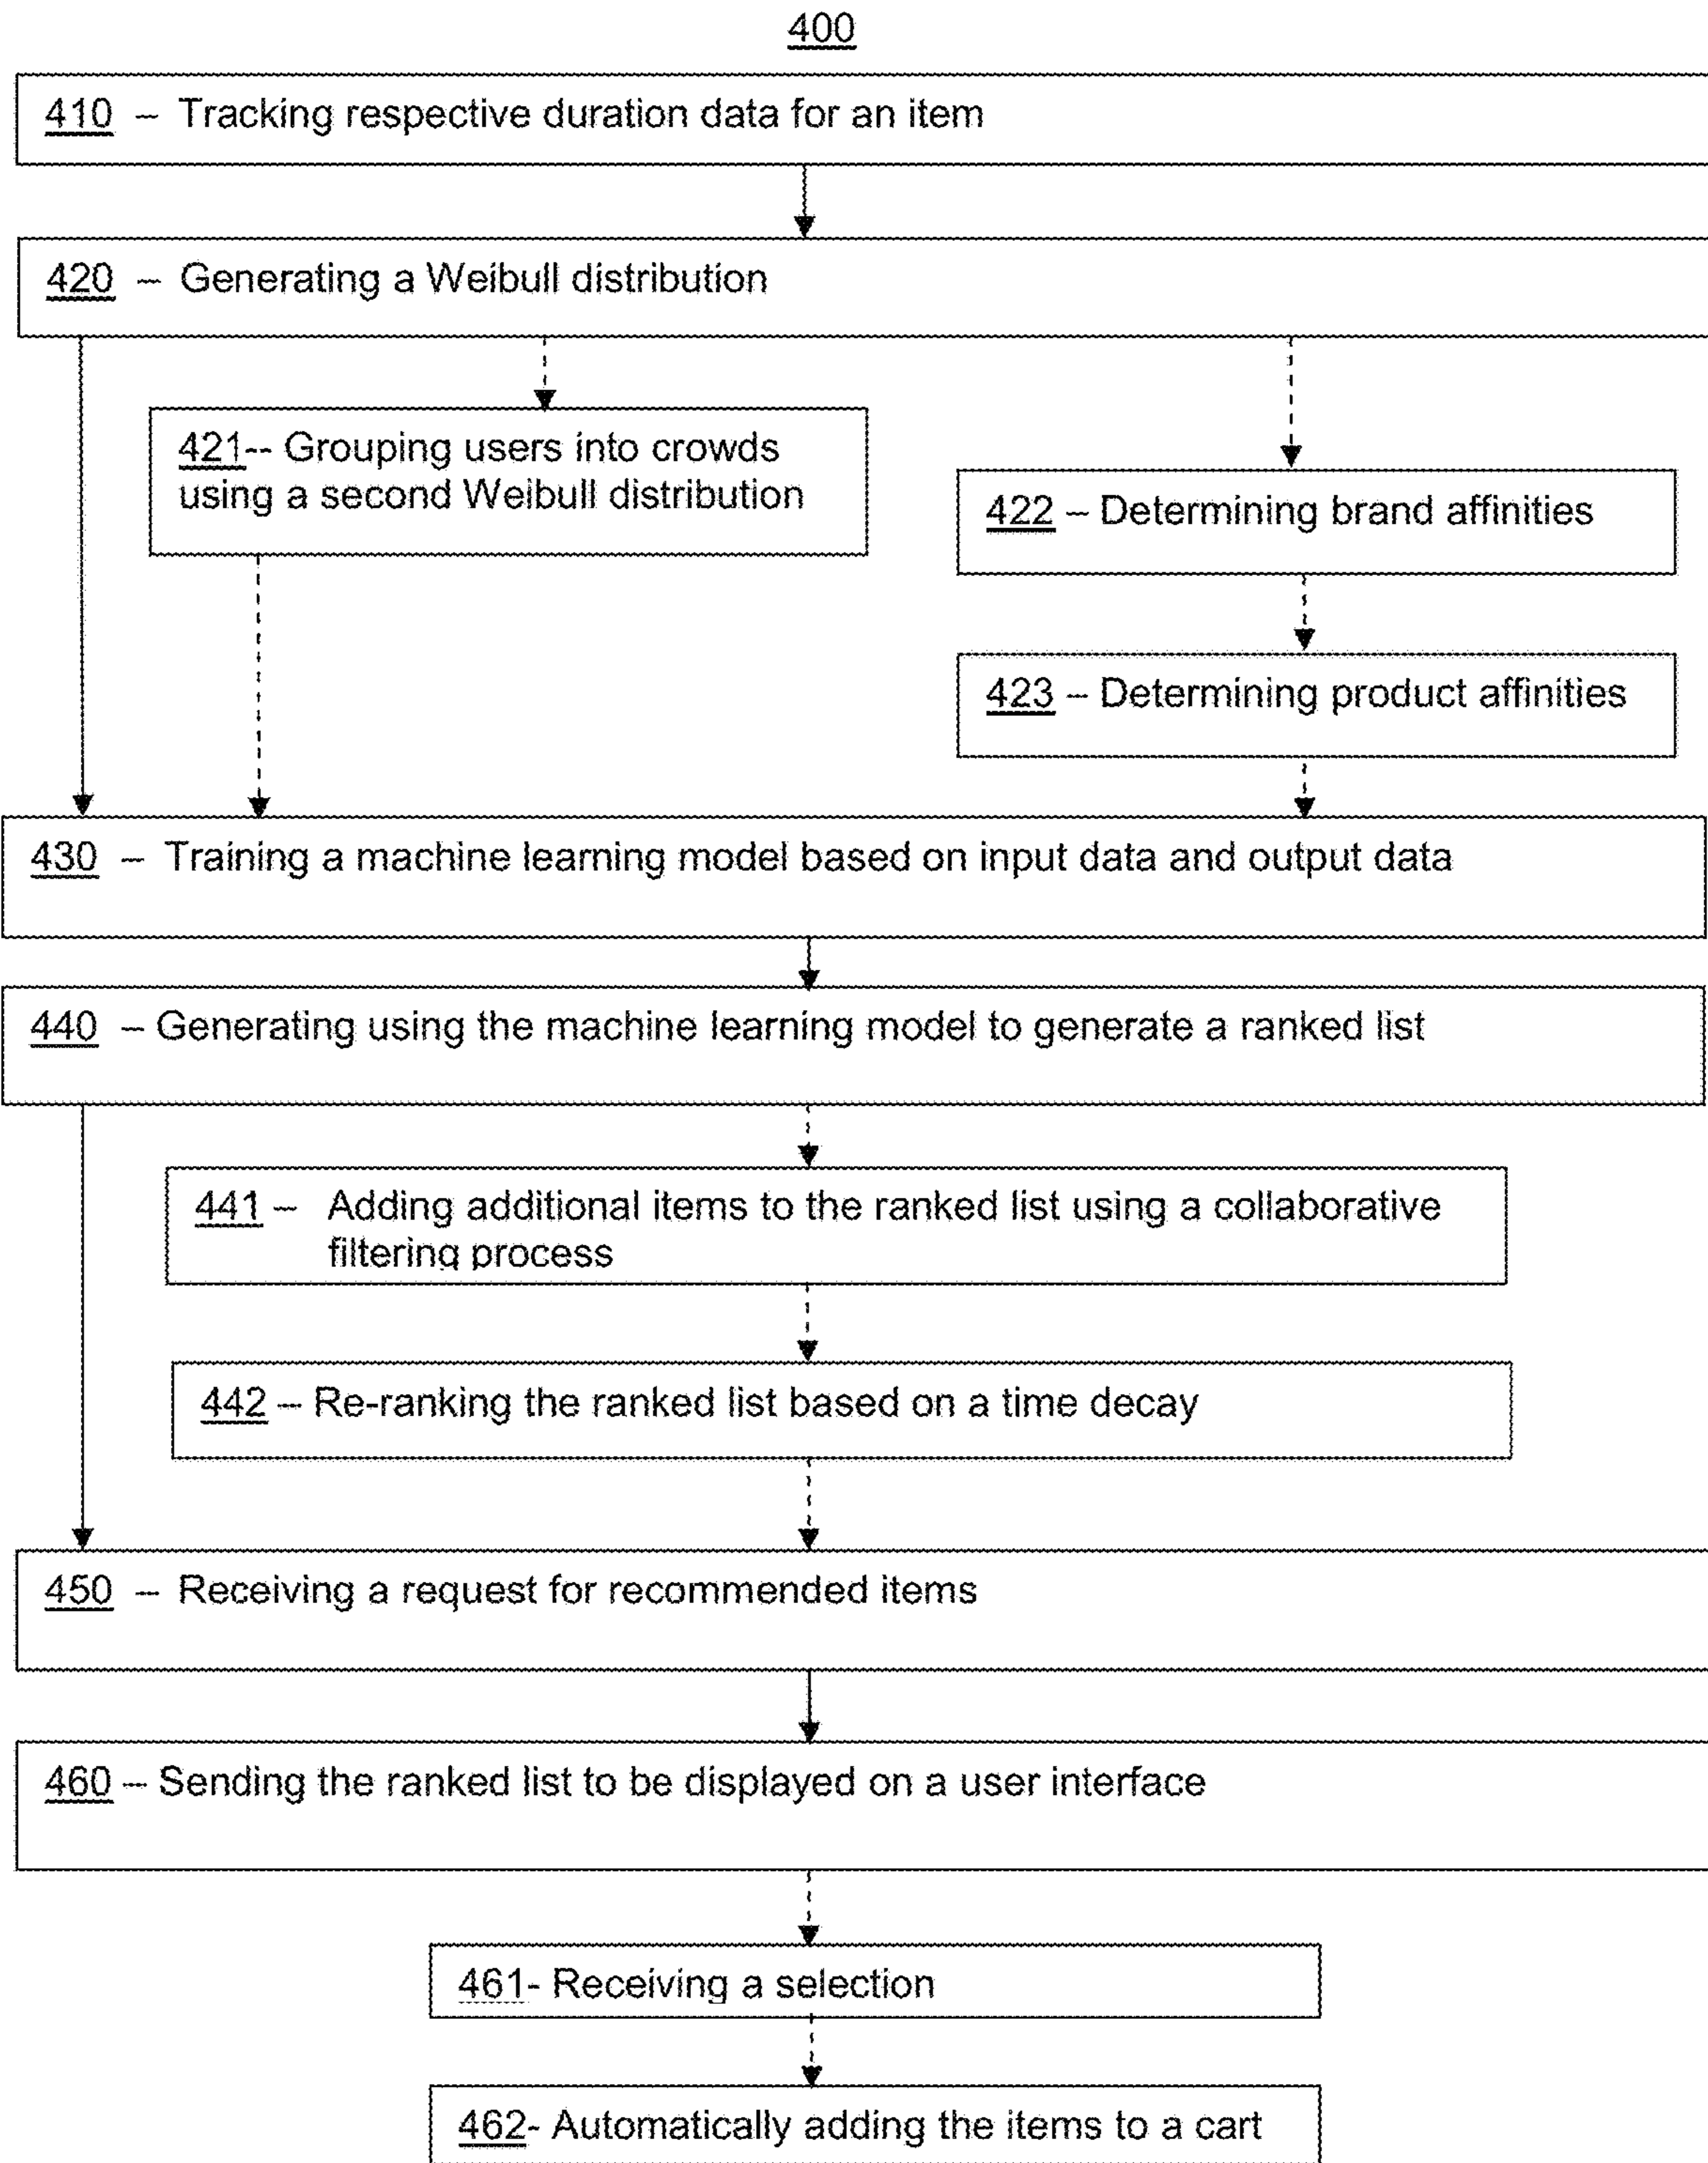 400
410 – Tracking respective duration data for an item
420 – Generating a Weibull distribution
421-- Grouping users into crowds
using a second Weibull distribution
422 – Determining brand affinities
423 – Determining product affinities
430 – Training a machine learning model based on input data and output data
440 – Generating using the machine learning model to generate a ranked list
441 – Adding additional items to the ranked list using a collaborative
filtering process
442 – Re-ranking the ranked list based on a time decay
450 – Receiving a request for recommended items
460 – Sending the ranked list to be displayed on a user interface
461- Receiving a selection
462- Automatically adding the items to a cart